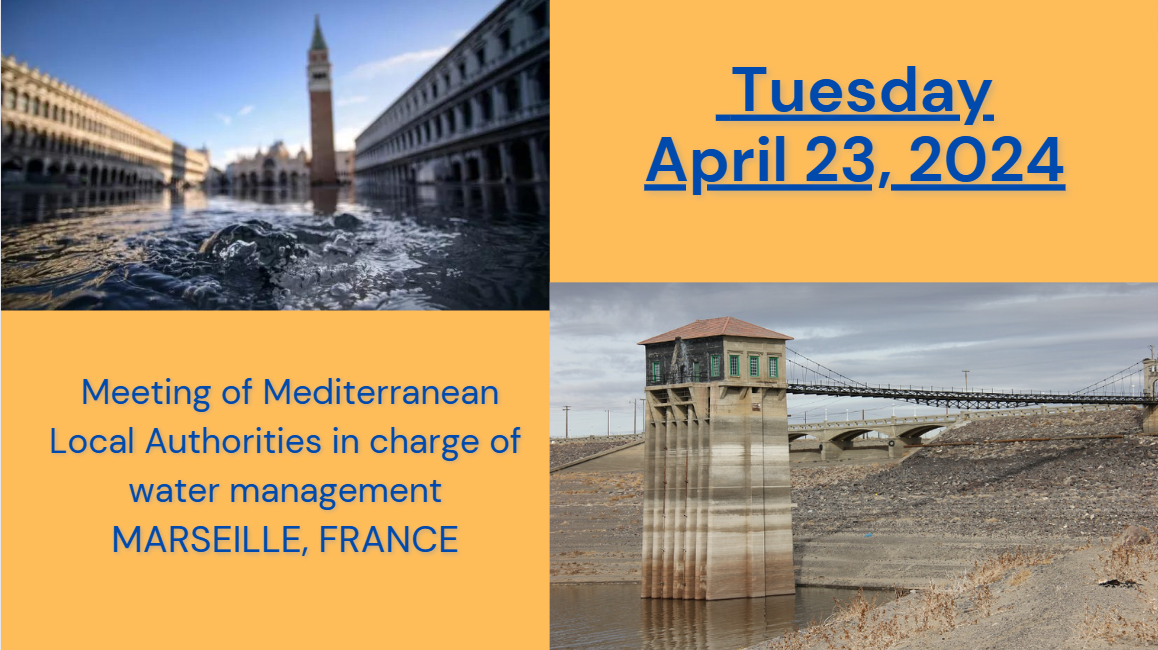 Tuesday
April 23, 2024
Meeting of Mediterranean
Local Authorities in charge of
water management
MARSEILLE, FRANCE